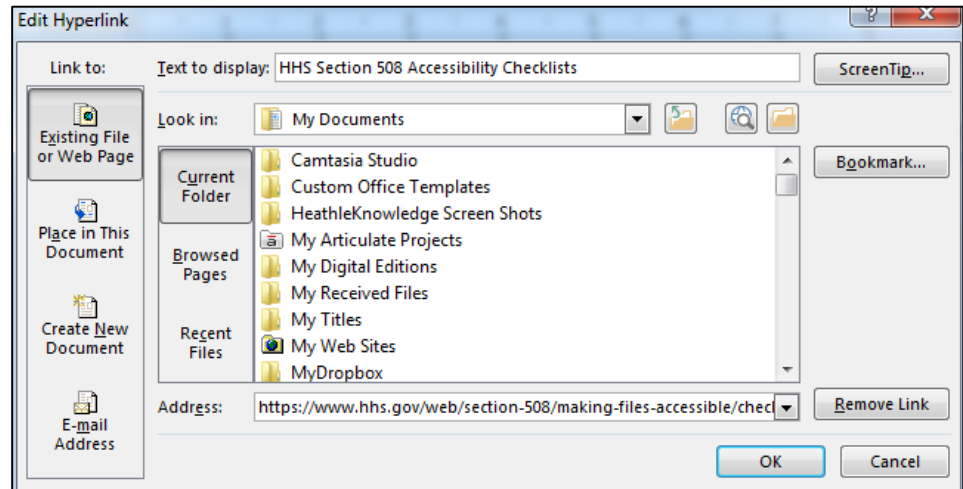 Edit Hyperlink
?
X
Link to:
Text to display: HHS Section 508 Accessibility Checklists
ScreenTip...
Existing File
or Web Page
Place in This
Document
Create New
Document
E-mail
Address
Look in: My Documents
Current
Folder
Browsed
Pages
Recent
Files
Camtasia Studio
Custom Office Templates
HeathleKnowledge Screen Shots
My Articulate Projects
My Digital Editions
My Received Files
My Titles
My Web Sites
MyDropbox
Bookmark...
Address: https://www.hhs.gov/web/section-508/making-files-accessible/chec
Remove Link
OK
Cancel